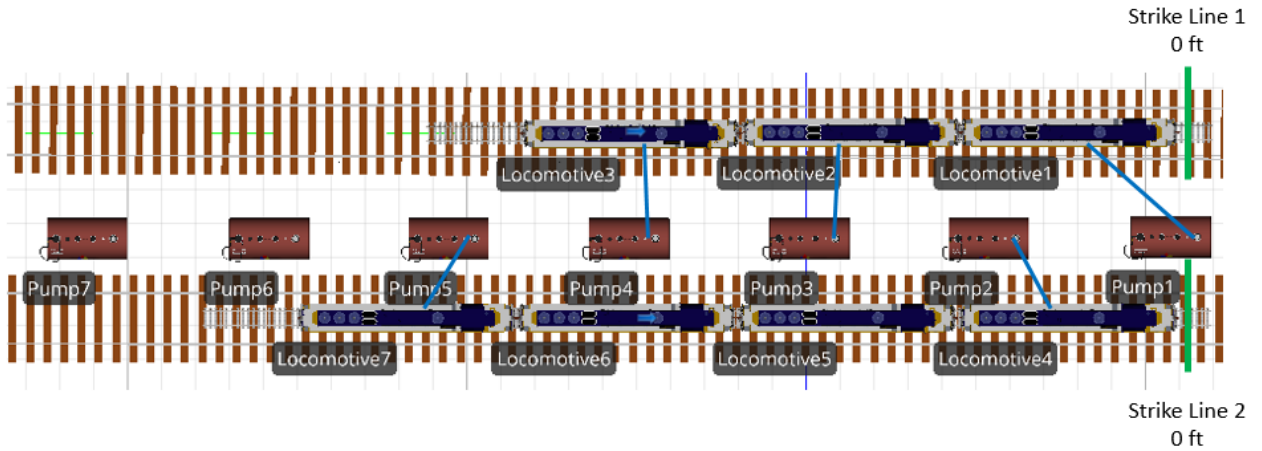 Strike Line 1
0 ft
Locomotive3
Locomotive2
Locomotive1
Pump7
Pump6
Pump5
Pump4
Pump3
Pump2
Pump1
Locomotive7
Locomotive6
Locomotive5
Locomotive4
Strike Line 2
0 ft